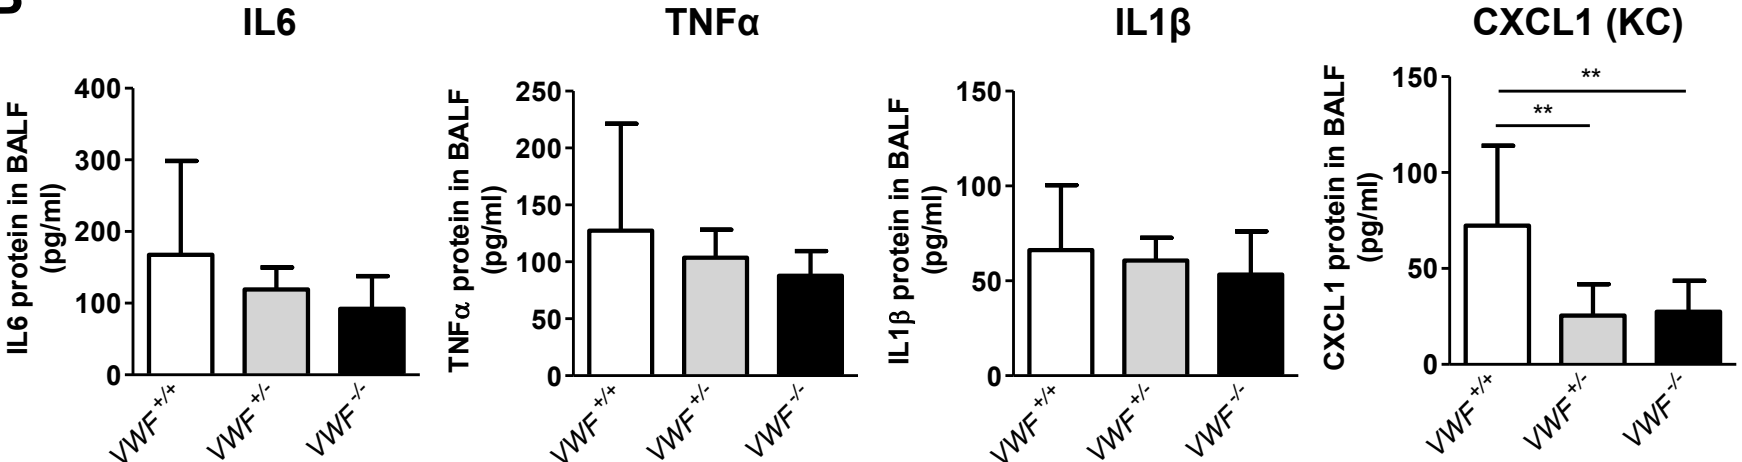 B
IL6
TNFα
IL1β
CXCL1 (KC)
IL6 protein in BALF
(pg/ml)
400
300
200
100
0
VWF+/+
VWF+/-
VWF-/-
TNFα protein in BALF
(pg/ml)
250
200
150
100
50
0
VWF+/+
VWF+/-
VWF-/-
IL1β protein in BALF
(pg/ml)
150
100
50
0
VWF+/+
VWF+/-
VWF-/-
CXCL1 protein in BALF
(pg/ml)
150
100
50
0
**
**
VWF+/+
VWF+/-
VWF-/-